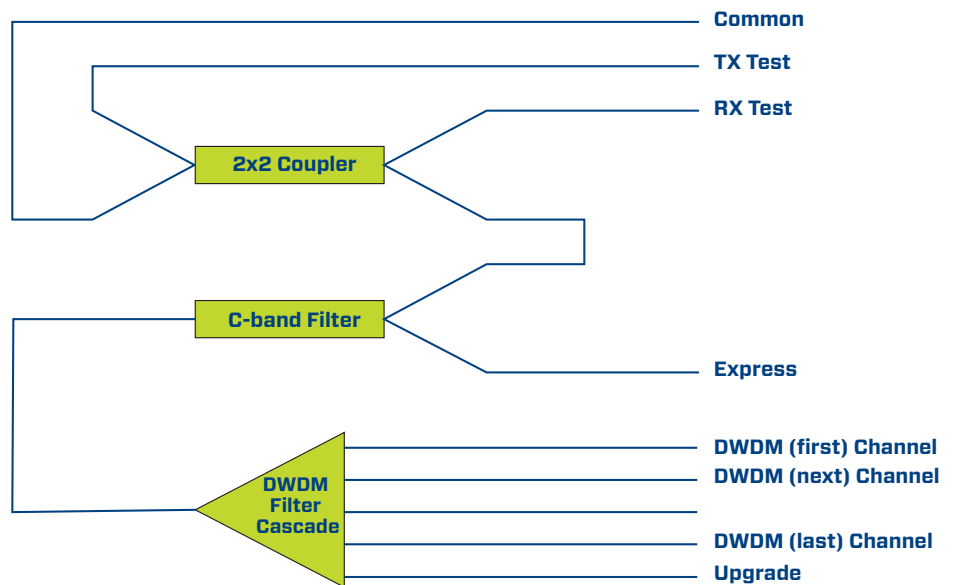 Common
TX Test
RX Test
2x2 Coupler
C-band Filter
Express
DWDM
Filter
Cascade
DWDM (first) Channel
DWDM (next) Channel
DWDM (last) Channel
Upgrade